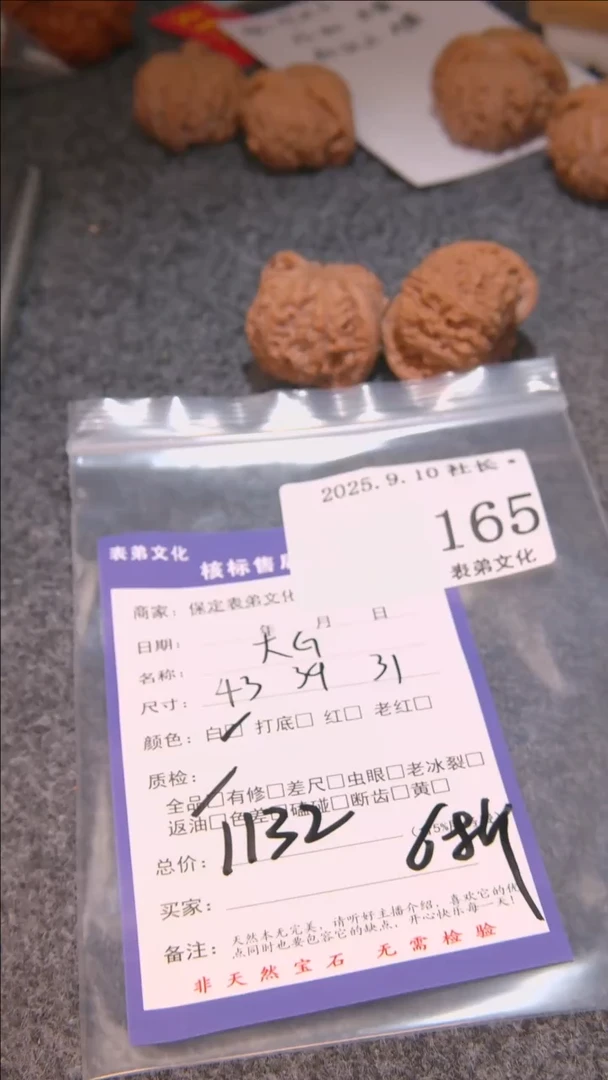 2025.9.10 社长
165
表弟文化
表弟文化
核标售后
商家：保定表弟文化
日期： 年 月 日
名称： 大G
尺寸： 43 39 31
颜色：白☑ 打底□ 红□ 老红□
质检：
全品☑有修□差尺□虫眼□老冰裂□
返油□色差□磕碰□断齿□黄□
总价： 1132 684
买家：
备注： 天然本无完美，请听好主播介绍，喜欢它的优
点同时也要包容它的缺点，开心快乐每一天！
非天然宝石 无需检验